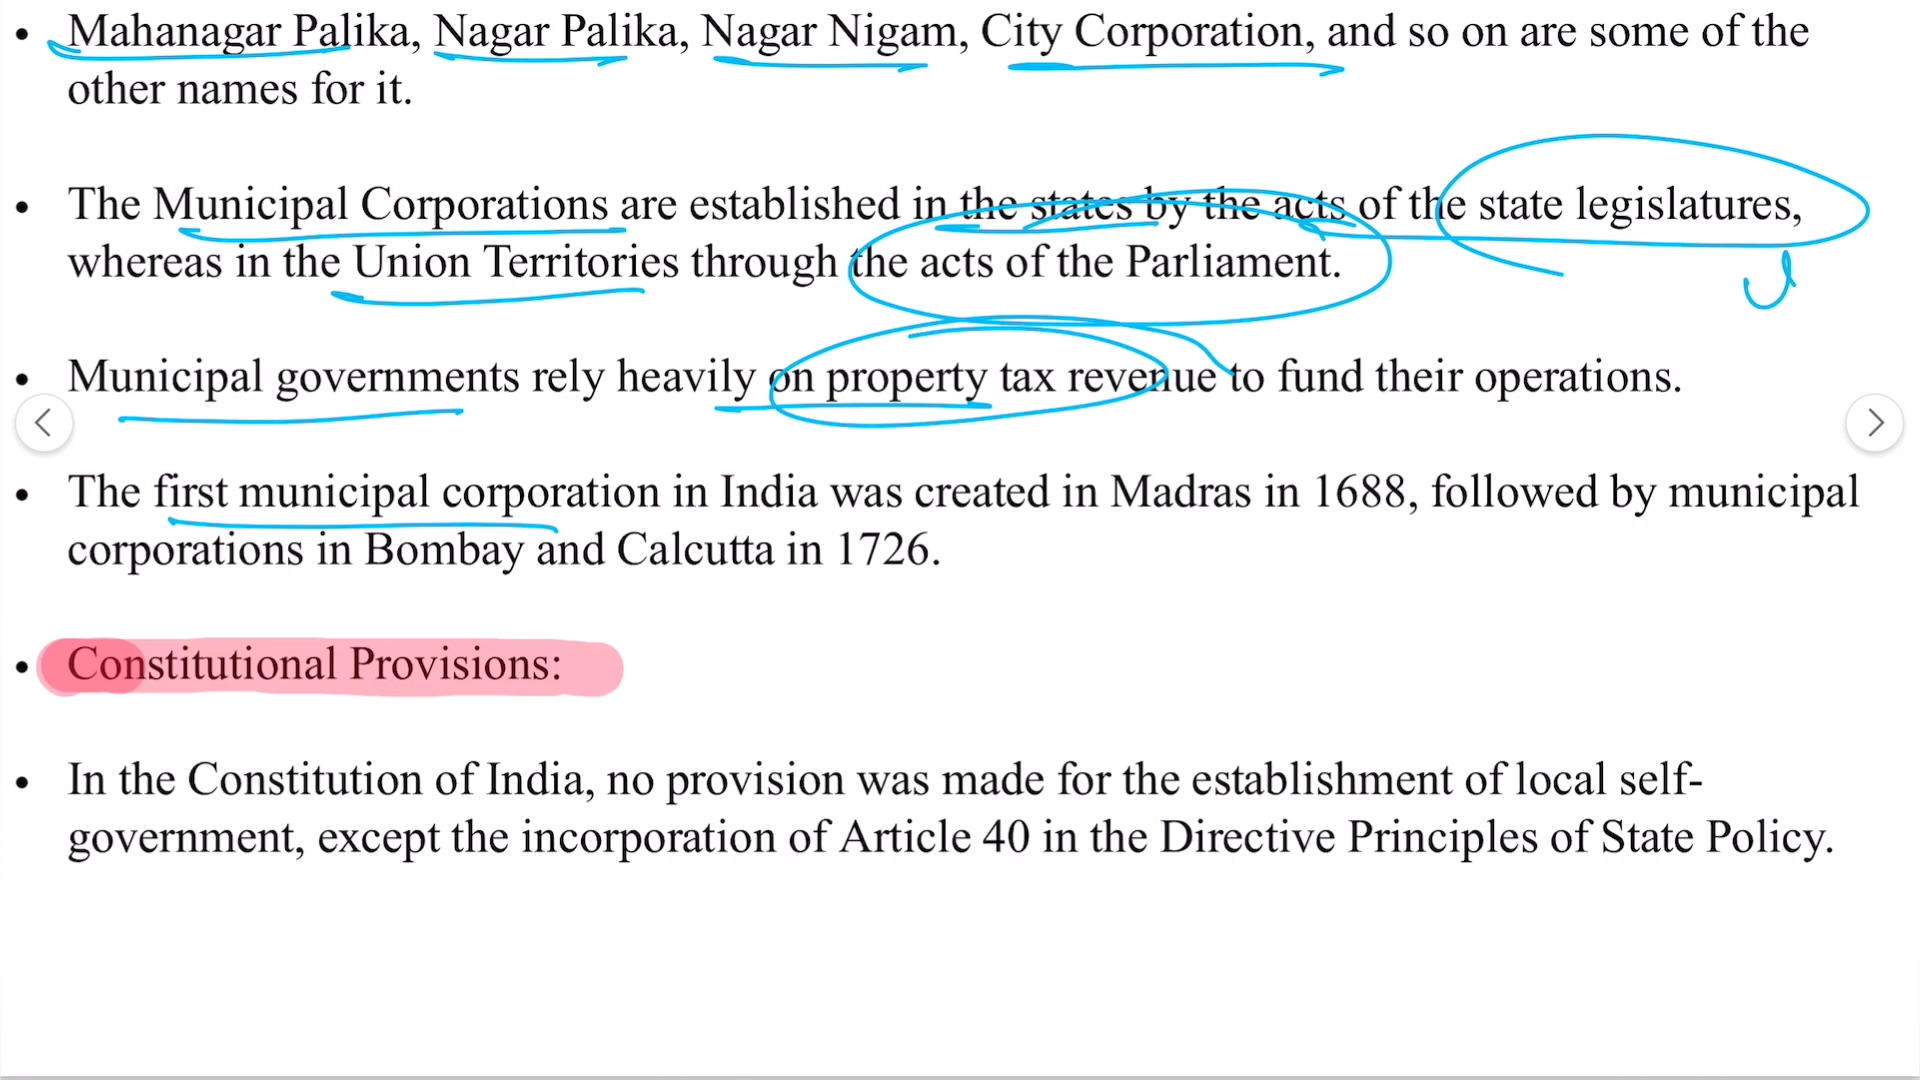 • Mahanagar Palika, Nagar Palika, Nagar Nigam, City Corporation, and so on are some of the
other names for it.
• The Municipal Corporations are established in the states by the acts of the state legislatures,
whereas in the Union Territories through the acts of the Parliament.
• Municipal governments rely heavily on property tax revenue to fund their operations.
• The first municipal corporation in India was created in Madras in 1688, followed by municipal
corporations in Bombay and Calcutta in 1726.
• Constitutional Provisions:
• In the Constitution of India, no provision was made for the establishment of local self-
government, except the incorporation of Article 40 in the Directive Principles of State Policy.